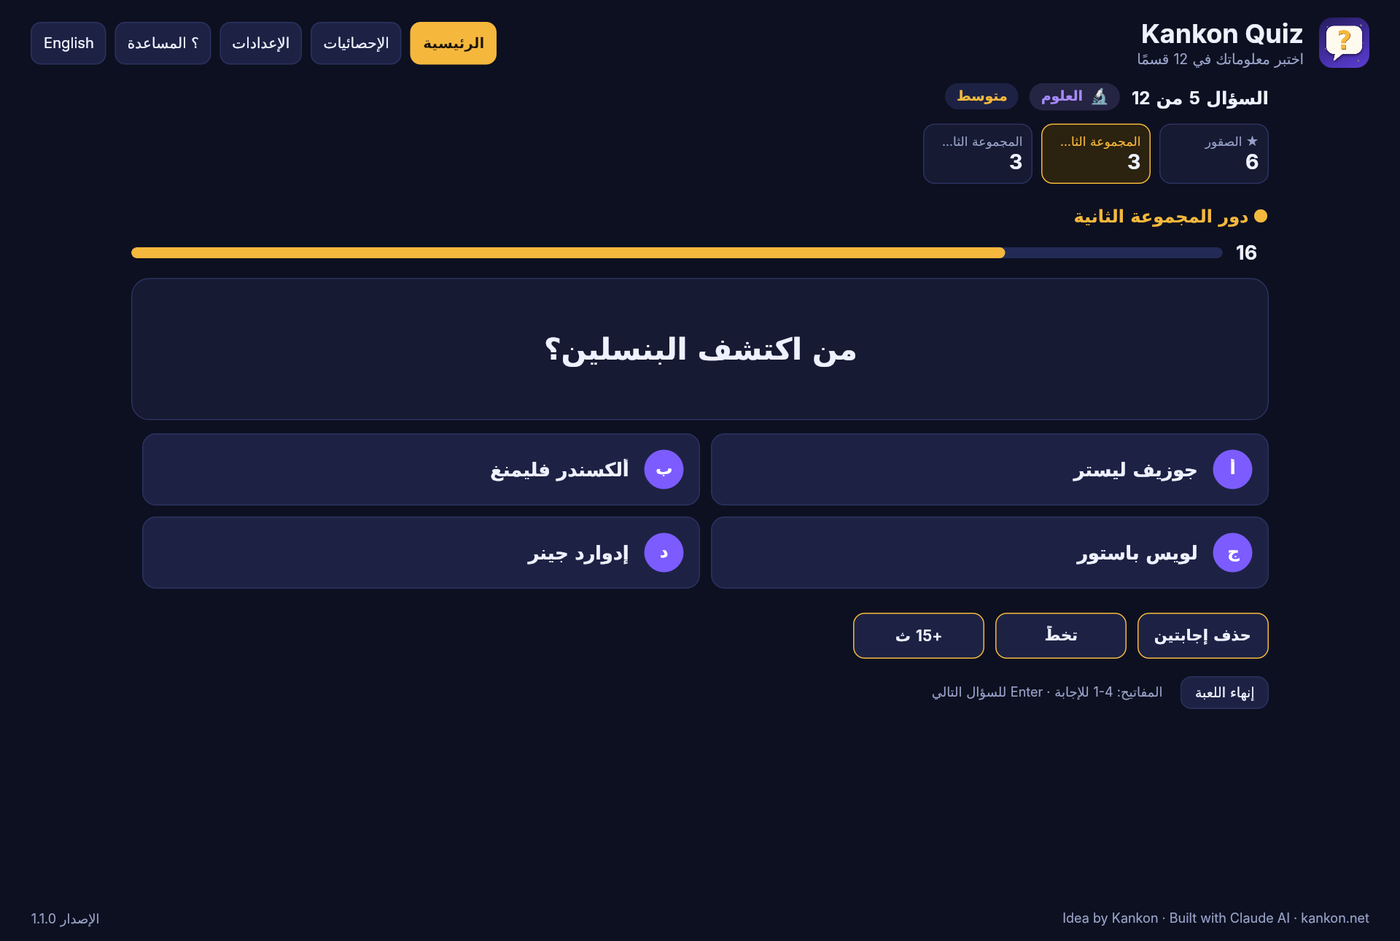 Kankon Quiz
اختبر معلوماتك في 12 قسمًا
الرئيسية
الإحصائيات
الإعدادات
؟ المساعدة
English
السؤال 5 من 12
العلوم
متوسط
★ الصقور
6
المجموعة الثا...
3
المجموعة الثا...
3
دور المجموعة الثانية
16
من اكتشف البنسلين؟
أ جوزيف ليستر
ب ألكسندر فليمنغ
ج لويس باستور
د إدوارد جينر
حذف إجابتين
تخطّ
+15 ث
إنهاء اللعبة
المفاتيح: 1-4 للإجابة · Enter للسؤال التالي
Idea by Kankon · Built with Claude AI · kankon.net
الإصدار 1.1.0